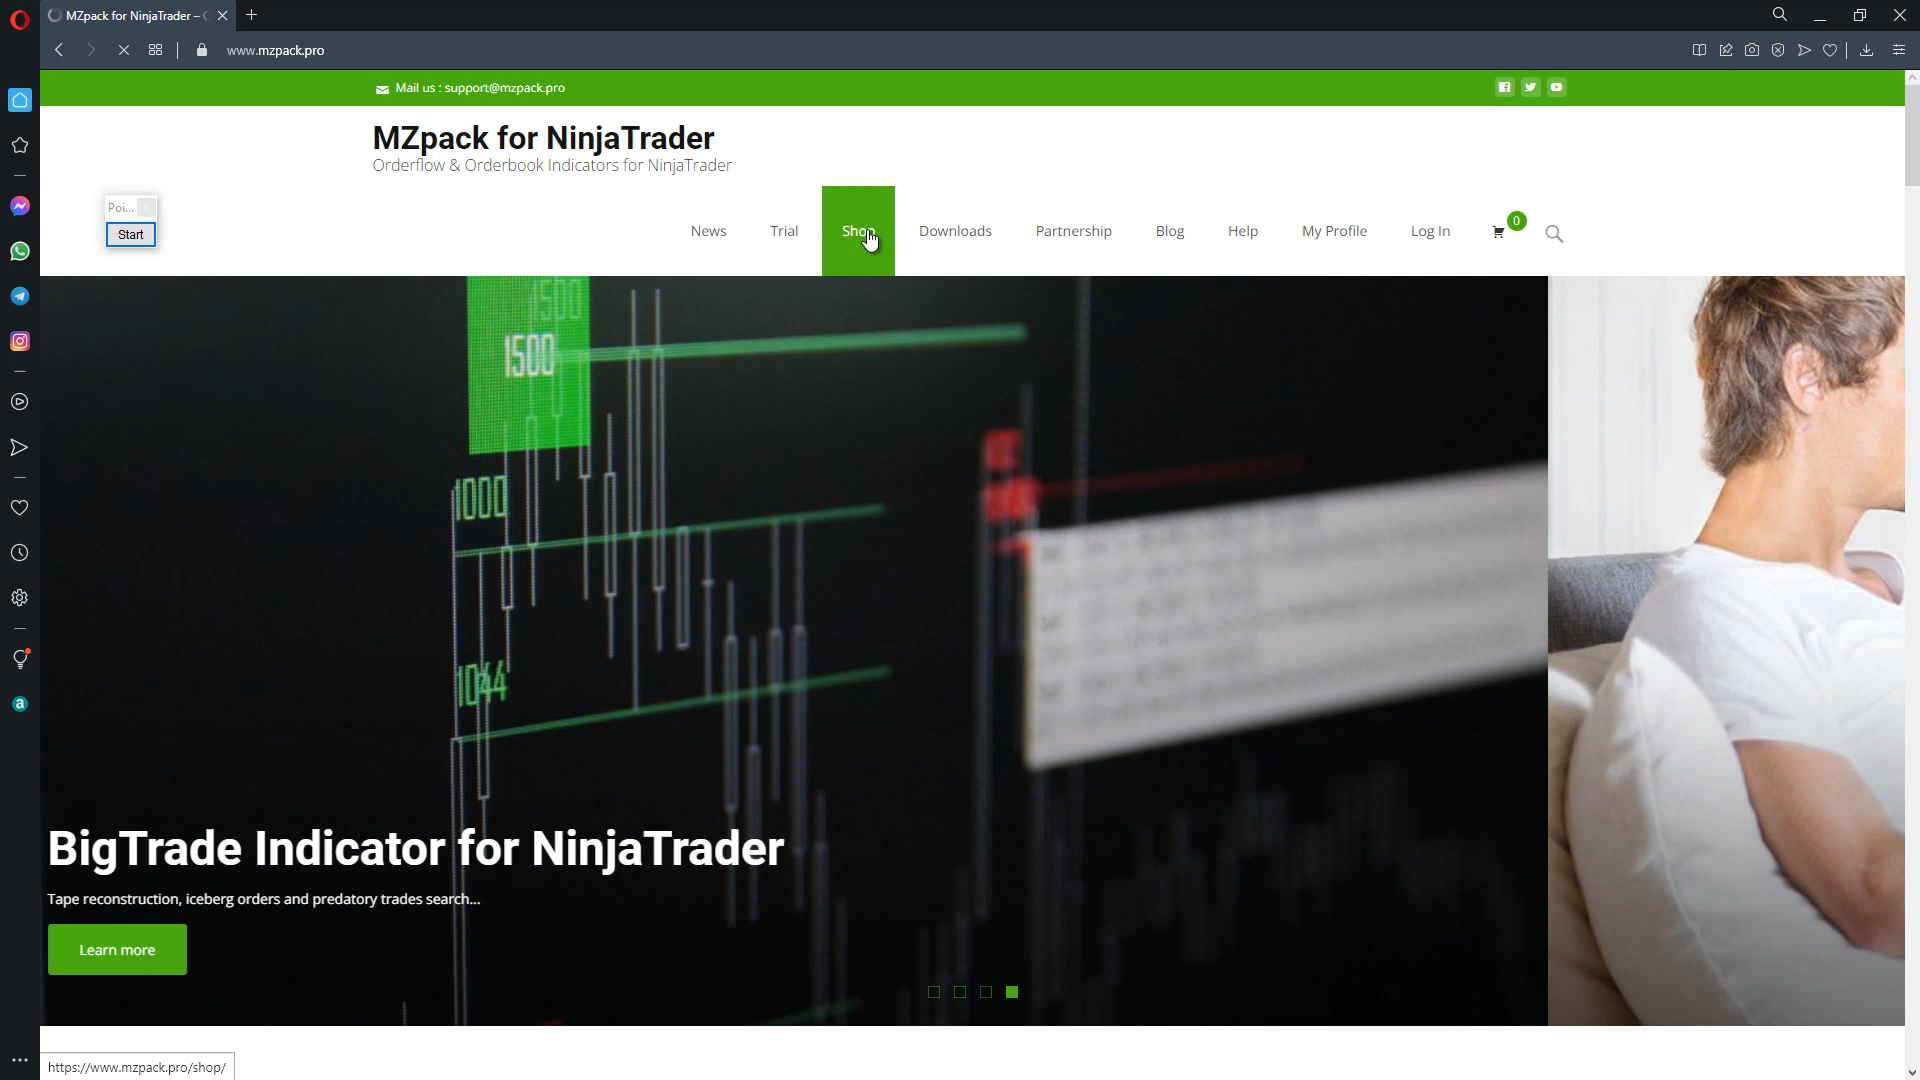 MZpack for NinjaTrader – 
www.mzpack.pro
Mail us : support@mzpack.pro
MZpack for NinjaTrader
Orderflow & Orderbook Indicators for NinjaTrader
Poi...
Start
News
Trial
Shop
Downloads
Partnership
Blog
Help
My Profile
Log In
0
1500
1500
1000
1044
BigTrade Indicator for NinjaTrader
Tape reconstruction, iceberg orders and predatory trades search...
Learn more
https://www.mzpack.pro/shop/